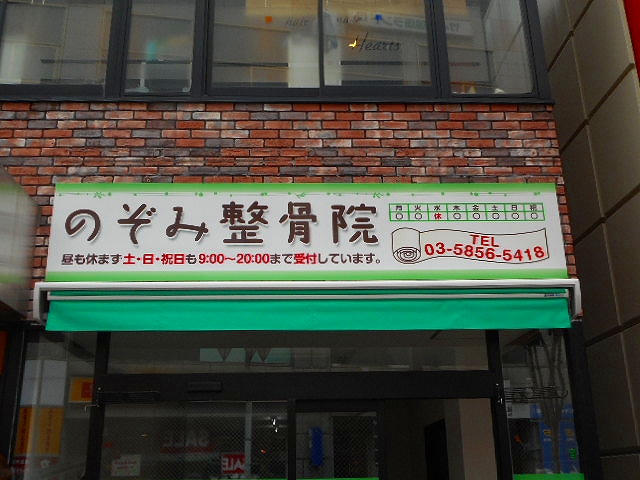 Hearts
のぞみ整骨院
月 火 水 木 金 土 日 祝
○ ○ 休 ○ ○ ○ ○ ○
TEL
03-5856-5418
昼も休まず土・日・祝日も9:00～20:00まで受付しています。
SALE
SALE